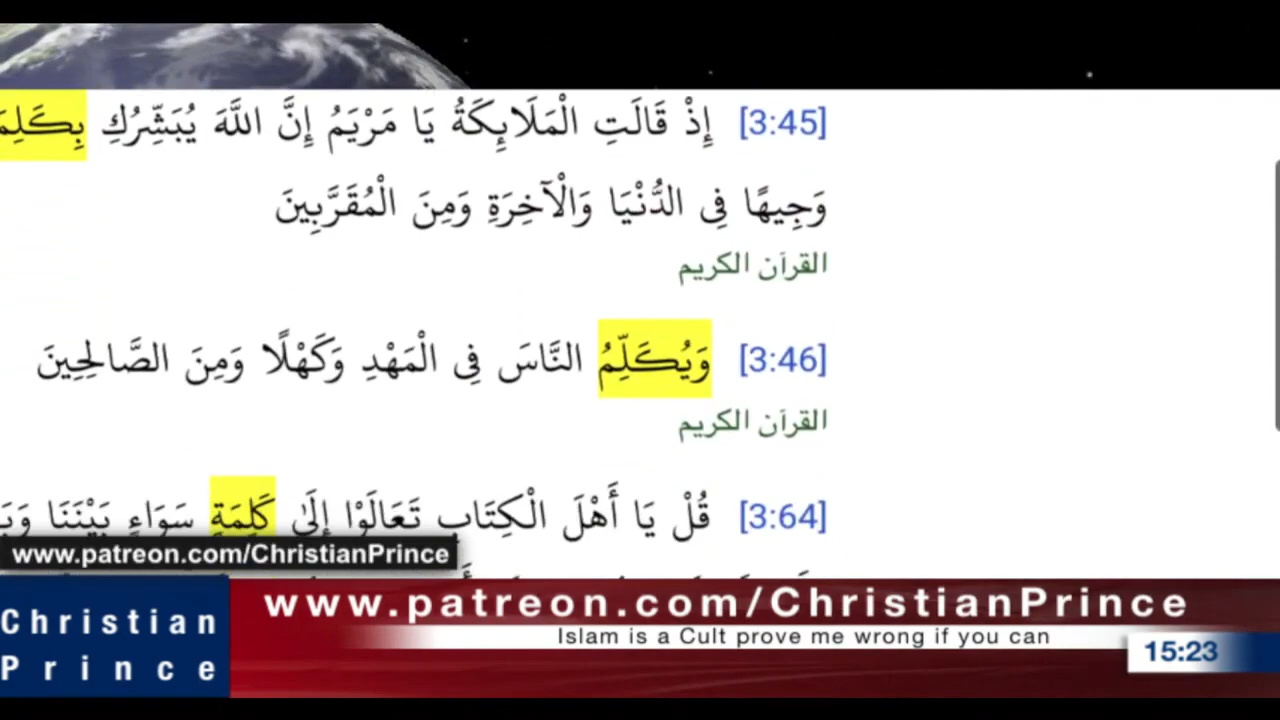 [3:45] إِذْ قَالَتِ الْمَلَائِكَةُ يَا مَرْيَمُ إِنَّ اللَّهَ يُبَشِّرُكِ
وَجِيهًا فِي الدُّنْيَا وَالْآخِرَةِ وَمِنَ الْمُقَرَّبِينَ
القرآن الكريم
[3:46] وَيُكَلِّمُ النَّاسَ فِي الْمَهْدِ وَكَهْلًا وَمِنَ الصَّالِحِينَ
القرآن الكريم
[3:64] قُلْ يَا أَهْلَ الْكِتَابِ تَعَالَوْا إِلَىٰ كَلِمَةٍ سَوَاءٍ بَيْنَنَا
www.patreon.com/ChristianPrince
www.patreon.com/ChristianPrince
Christian
Prince
Islam is a Cult prove me wrong if you can
15:23